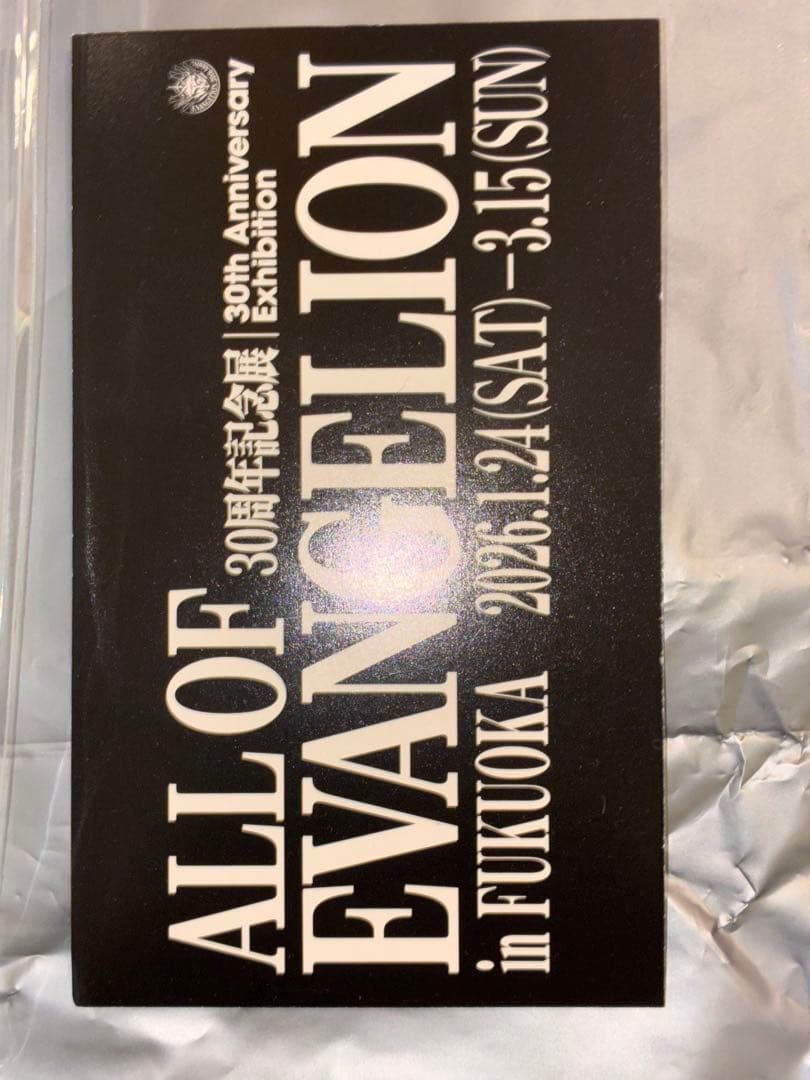 ALL OF
30周年記念展
30th Anniversary
Exhibition
EVANGELION
in FUKUOKA 2026.1.24(SAT)–3.15(SUN)